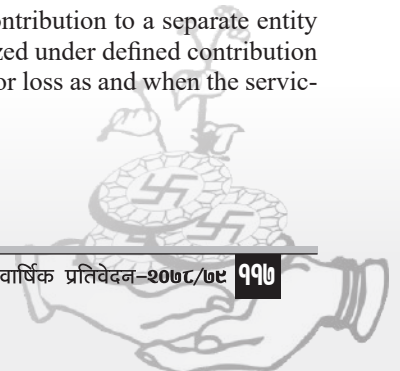 ontribution to a separate entity
zed under defined contribution
or loss as and when the servic-
वार्षिक प्रतिवेदन-२०७८/७९ ११७